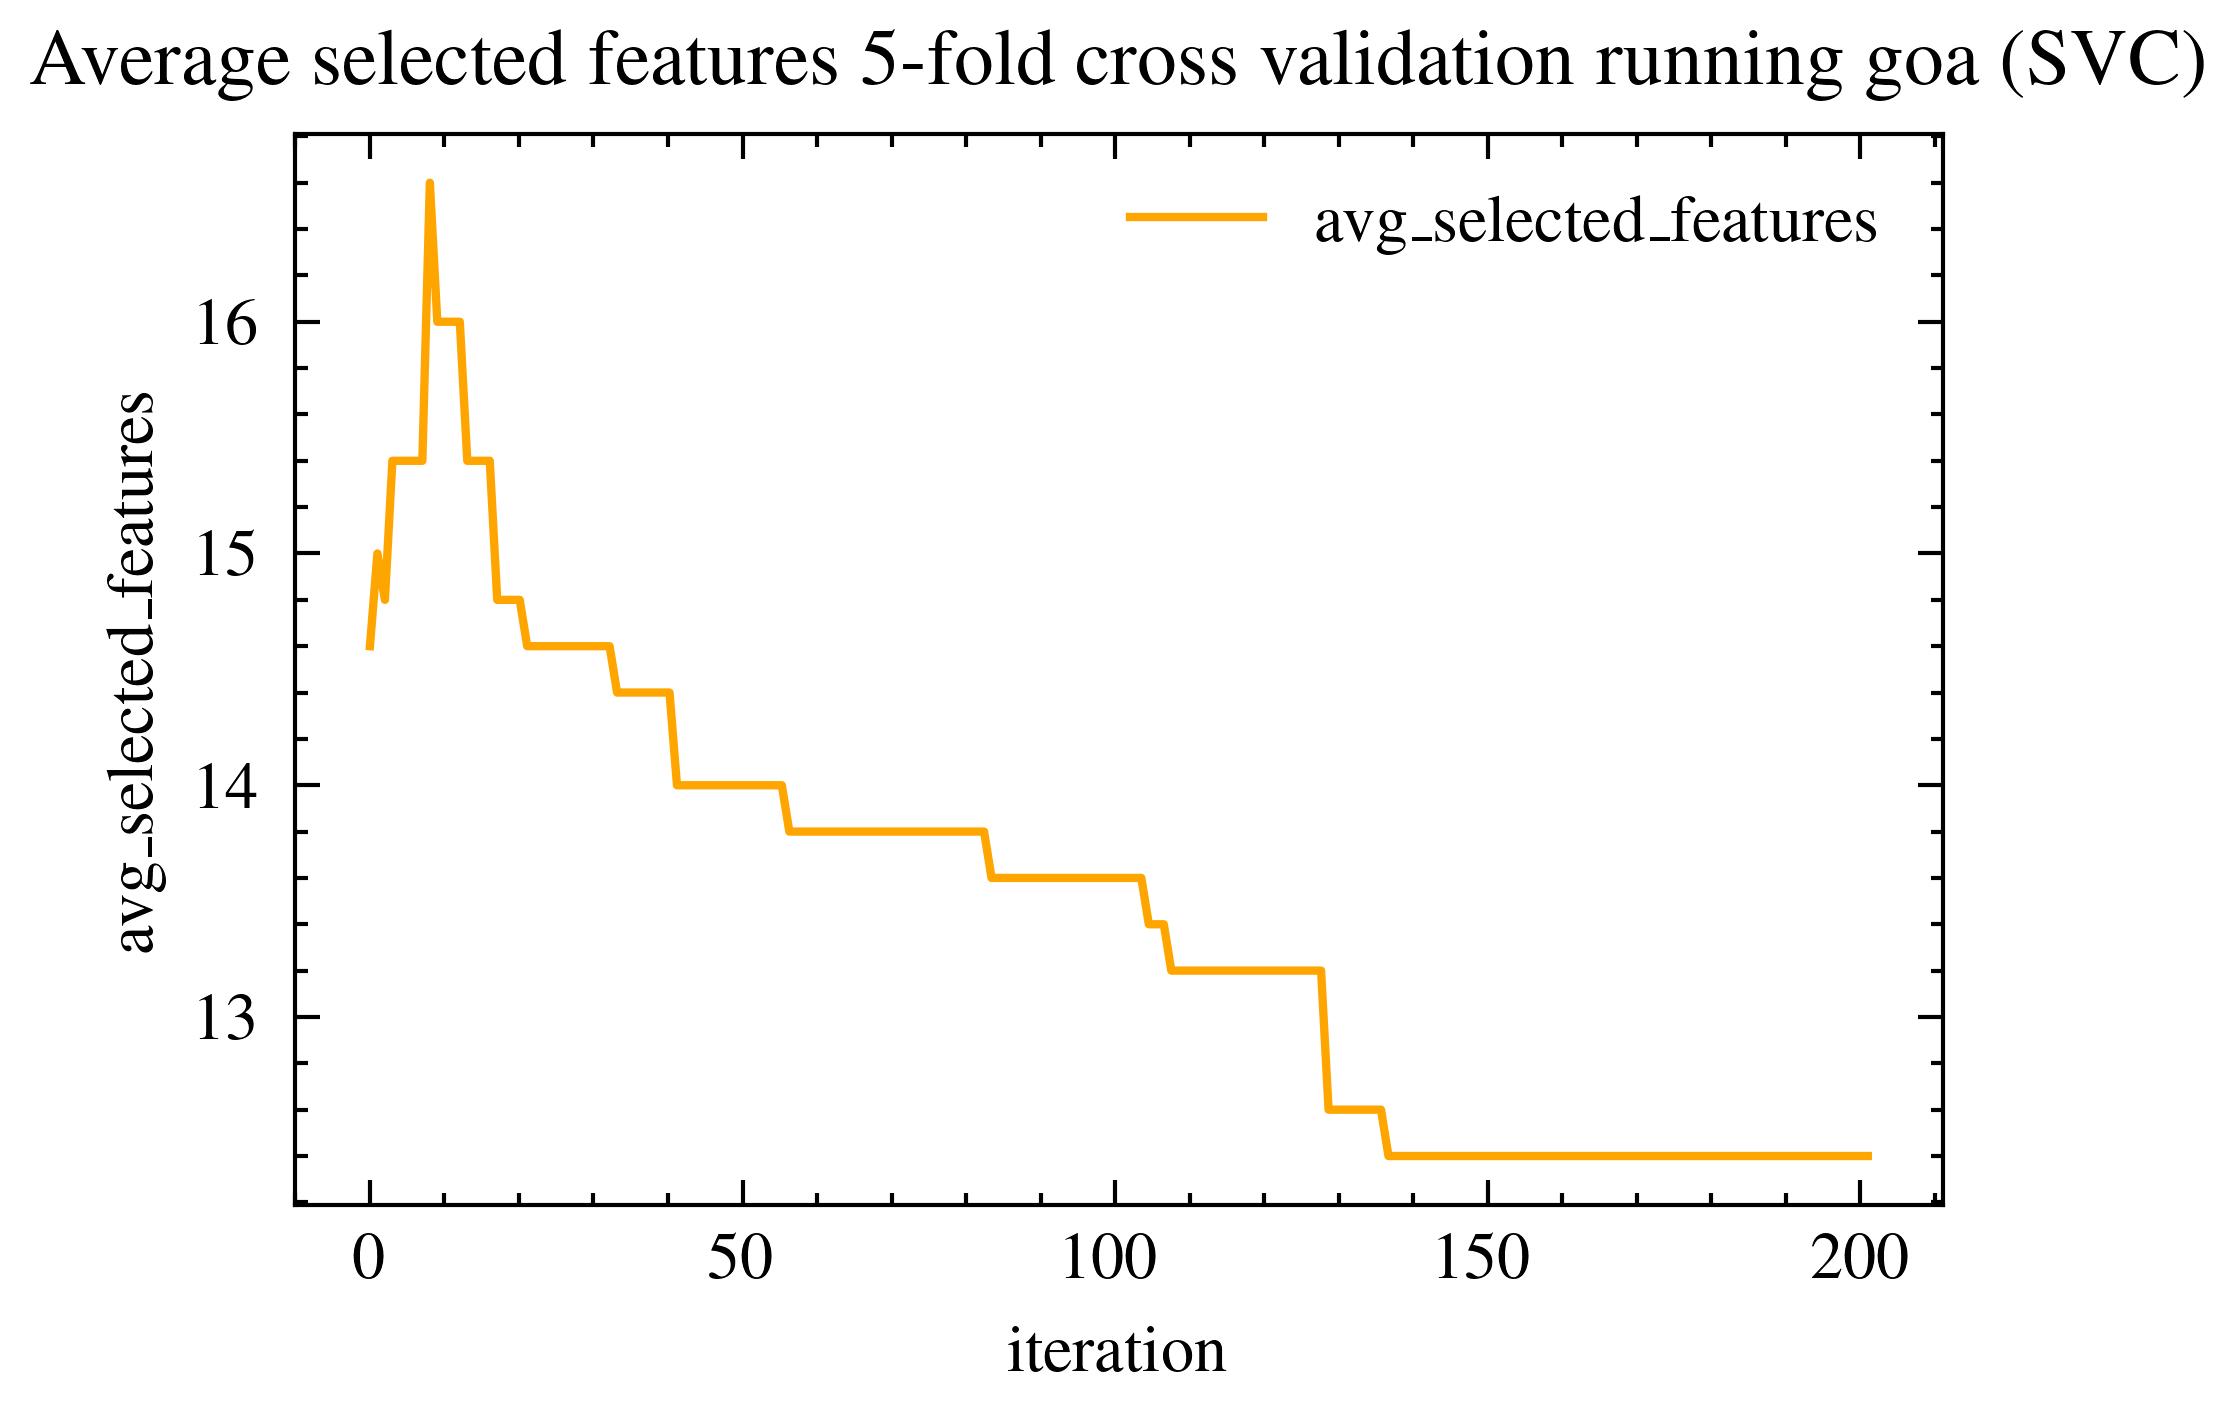 Average selected features 5-fold cross validation running goa (SVC)
avg_selected_features
avg_selected_features
16
15
14
13
0 50 100 150 200
iteration